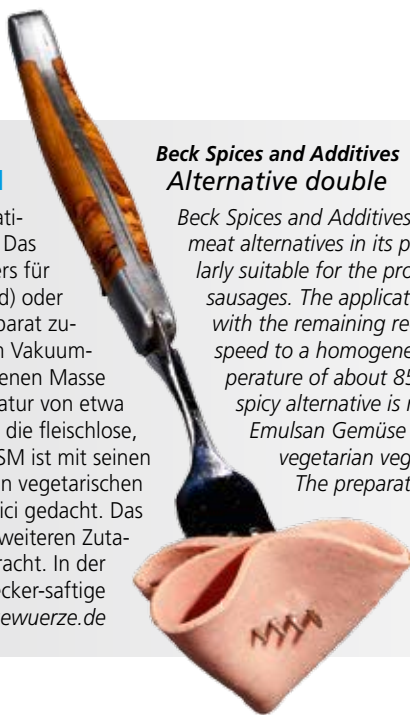 ati-
Das
rs für
d) oder
parat zu-
Vakuum-
enen Masse
atur von etwa
die fleischlose,
SM ist mit seinen
n vegetarischen
ici gedacht. Das
weiteren Zuta-
racht. In der
cker-saftige
ewuerze.de
Beck Spices and Additives
Alternative double
Beck Spices and Additives
meat alternatives in its p
larly suitable for the pro
sausages. The applicat
with the remaining re
speed to a homogene
perature of about 85
spicy alternative is
Emulsan Gemüse
vegetarian veg
The preparat